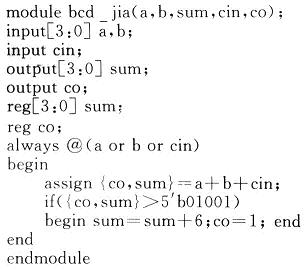 module bcd_jia(a,b,sum,cin,co);
input[3:0] a,b;
input cin;
output[3:0] sum;
output co;
reg[3:0] sum;
reg co;
always @(a or b or cin)
begin
assign {co,sum}=a+b+cin;
if({co,sum}>5'b01001)
begin sum=sum+6;co=1; end
end
endmodule